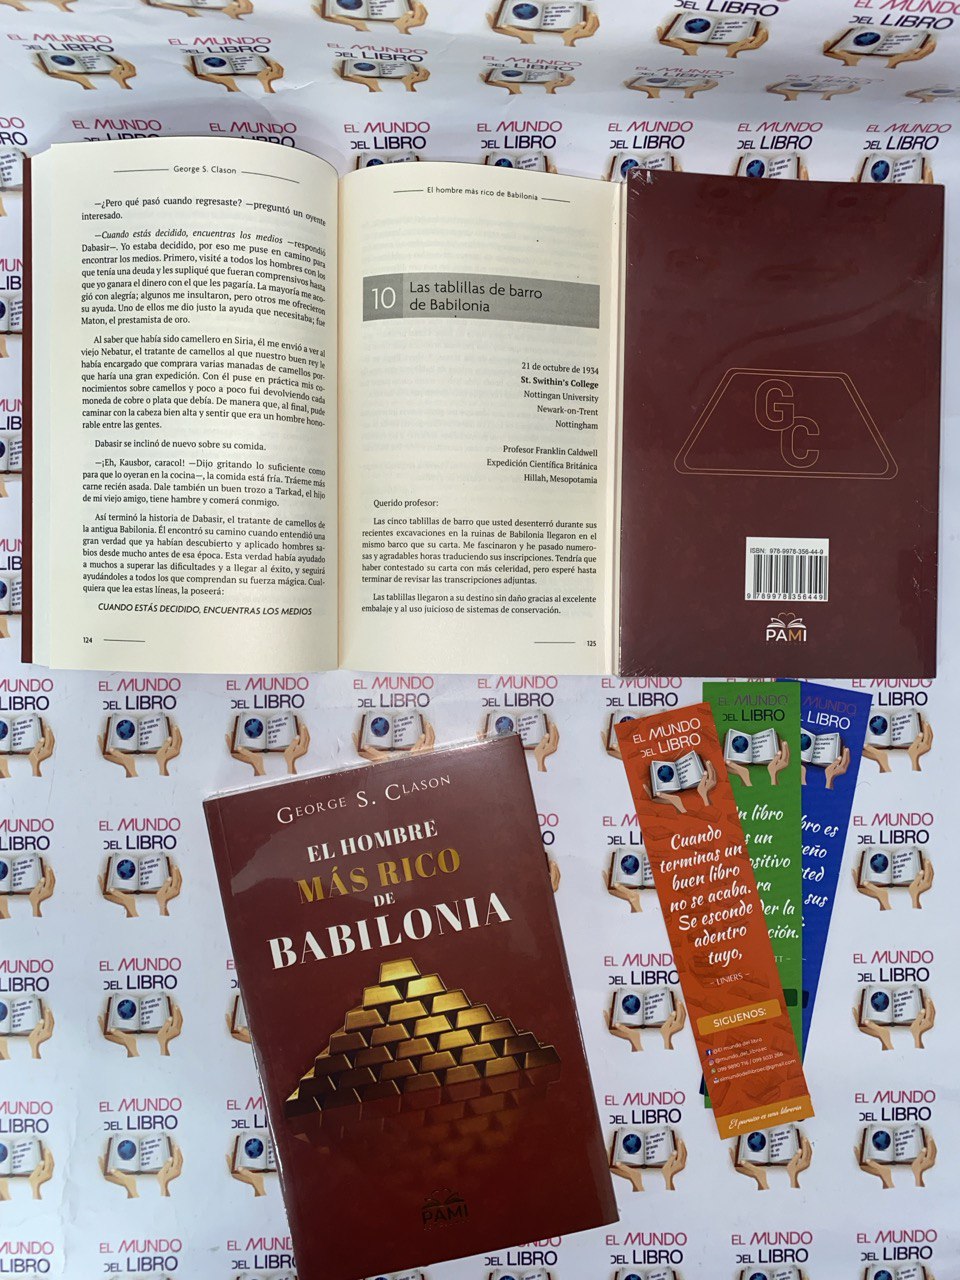 George S. Clason
—¿Pero qué pasó cuando regresaste? —preguntó un oyente
interesado.
—Cuando estás decidido, encuentras los medios —respondió
Dabasir—. Yo estaba decidido, por eso me puse en camino para
encontrar los medios. Primero, visité a todos los hombres con los
que tenía una deuda y les supliqué que fueran comprensivos hasta
que yo ganara el dinero con el que les pagaría. La mayoría me aco-
gió con alegría; algunos me insultaron, pero otros me ofrecieron
su ayuda. Uno de ellos me dio justo la ayuda que necesitaba; fue
Maton, el prestamista de oro.
Al saber que había sido camellero en Siria, él me envió a ver al
viejo Nebatur, el tratante de camellos al que nuestro buen rey le
había encargado que comprara varias manadas de camellos por-
que haría una gran expedición. Con él puse en práctica mis co-
nocimientos sobre camellos y poco a poco fui devolviendo cada
moneda de cobre o plata que debía. De manera que, al final, pude
caminar con la cabeza bien alta y sentir que era un hombre hono-
rable entre las gentes.
Dabasir se inclinó de nuevo sobre su comida.
—¡Eh, Kausbor, caracol! —Dijo gritando lo suficiente como
para que lo oyeran en la cocina—, la comida está fría. Tráeme más
carne recién asada. Dale también un buen trozo a Tarkad, el hijo
de mi viejo amigo, tiene hambre y comerá conmigo.
Así terminó la historia de Dabasir, el tratante de camellos de
la antigua Babilonia. Él encontró su camino cuando entendió una
gran verdad que ya habían descubierto y aplicado hombres sa-
bios desde mucho antes de esa época. Esta verdad había ayudado
a muchos a superar las dificultades y a llegar al éxito, y seguirá
ayudándoles a todos los que comprendan su fuerza mágica. Cual-
quiera que lea estas líneas, la poseerá:
CUANDO ESTÁS DECIDIDO, ENCUENTRAS LOS MEDIOS
124
El hombre más rico de Babilonia
10 Las tablillas de barro
de Babilonia
21 de octubre de 1934
St. Swithin's College
Nottingan University
Newark-on-Trent
Nottingham
Profesor Franklin Caldwell
Expedición Científica Británica
Hillah, Mesopotamia
Querido profesor:
Las cinco tablillas de barro que usted desenterró durante sus
recientes excavaciones en la ruinas de Babilonia llegaron en el
mismo barco que su carta. Me fascinaron y he pasado numero-
sas y agradables horas traduciendo sus inscripciones. Tendría que
haber contestado su carta con más celeridad, pero esperé hasta
terminar de revisar las transcripciones adjuntas.
Las tablillas llegaron a su destino sin daño gracias al excelente
embalaje y al uso juicioso de sistemas de conservación.
125
GC
ISBN: 978-9978-356-44-9
9 789978 356449
PAMI
GEORGE S. CLASON
EL HOMBRE
MÁS RICO
DE
BABILONIA
PAMI
EL MUNDO
DEL LIBRO
Cuando
terminas un
buen libro
no se acaba.
Se esconde
adentro
tuyo,
- LINIERS -
SIGUENOS:
@El mundo del libro
El paraíso es una librería
EL MUNDO
DEL LIBRO